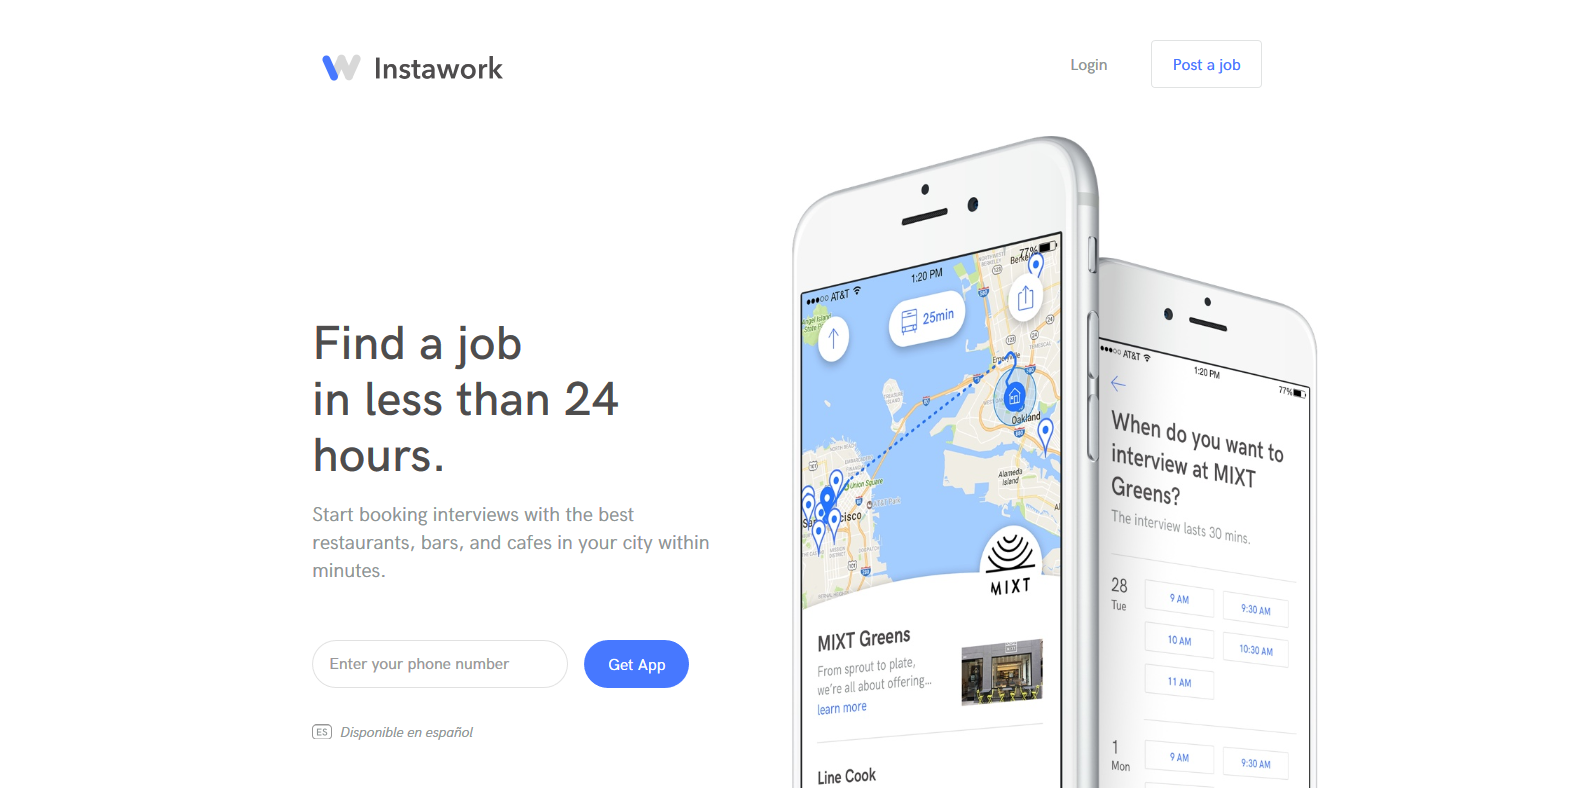 Instawork
Login
Post a job
Find a job
in less than 24
hours.
Start booking interviews with the best
restaurants, bars, and cafes in your city within
minutes.
Enter your phone number
Get App
ES
Disponible en español
AT&T
1:20 PM
77%
25min
Emeryville
Oakland
Union Square
Alameda
Island
MIXT
MIXT Greens
From sprout to plate,
we're all about offering...
learn more
Line Cook
AT&T
1:20 PM
77%
When do you want to
interview at MIXT
Greens?
The interview lasts 30 mins.
28
Tue
9 AM
9:30 AM
10 AM
10:30 AM
11 AM
1
Mon
9 AM
9:30 AM